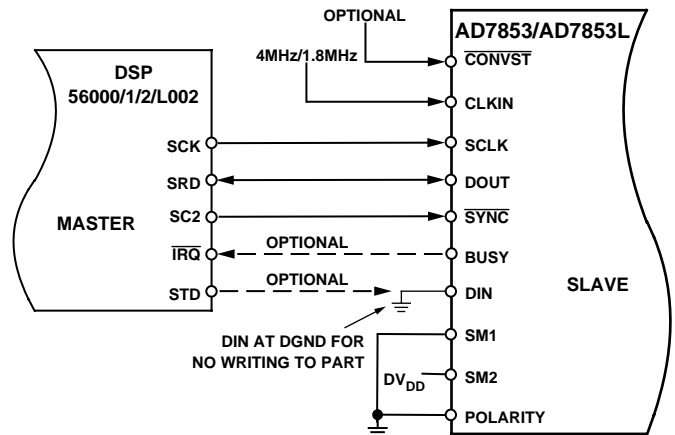 OPTIONAL
AD7853/AD7853L
4MHz/1.8MHz
CONVST
DSP
56000/1/2/L002
CLKIN
SCK
SCLK
SRD
DOUT
SC2
SYNC
MASTER
IRQ
OPTIONAL
BUSY
SLAVE
STD
OPTIONAL
DIN
DIN AT DGND FOR
NO WRITING TO PART
SM1
DVDD
SM2
POLARITY